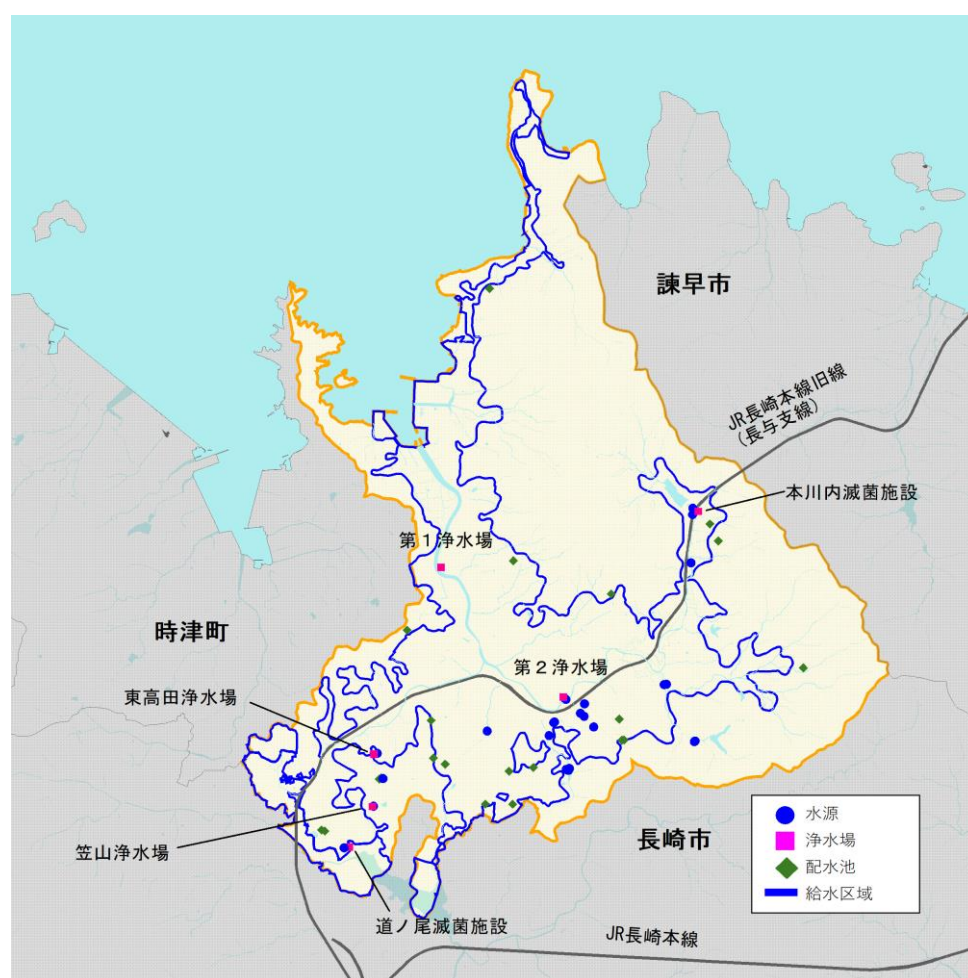 諫早市
JR長崎本線旧線
(長与支線)
本川内滅菌施設
第1浄水場
時津町
第2浄水場
東高田浄水場
笠山浄水場
長崎市
道ノ尾滅菌施設
JR長崎本線
水源
浄水場
配水池
給水区域